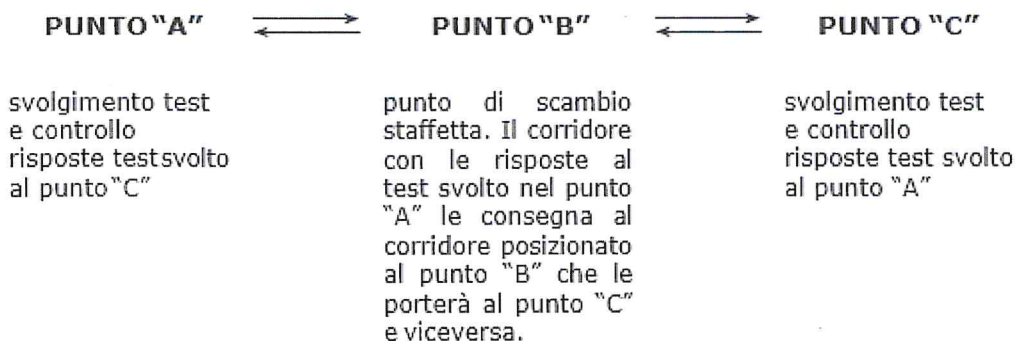 PUNTO "A"
PUNTO "B"
PUNTO "C"
svolgimento test
e controllo
risposte test svolto
al punto "C"
punto di scambio
staffetta. Il corridore
con le risposte al
test svolto nel punto
"A" le consegna al
corridore posizionato
al punto "B" che le
porterà al punto "C"
e viceversa.
svolgimento test
e controllo
risposte test svolto
al punto "A"